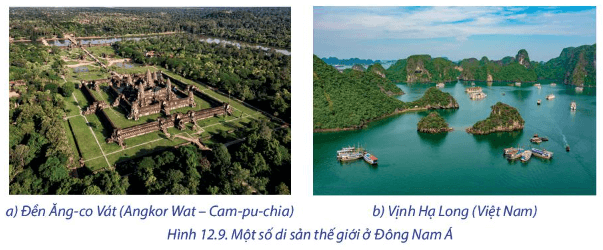 a) Đền Ăng-co Vát (Angkor Wat – Cam-pu-chia)
b) Vịnh Hạ Long (Việt Nam)
Hình 12.9. Một số di sản thế giới ở Đông Nam Á